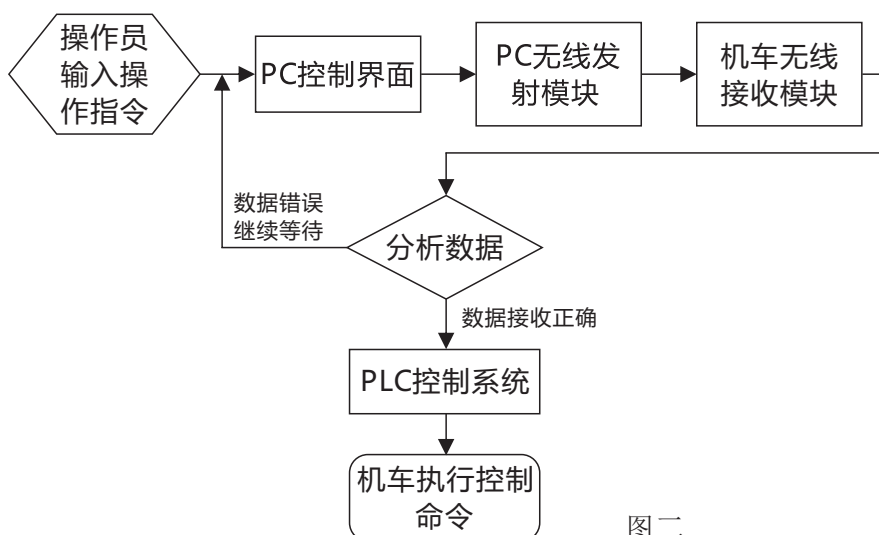 操作员
输入操
作指令
PC控制界面
PC无线发
射模块
机车无线
接收模块
数据错误
继续等待
分析数据
数据接收正确
PLC控制系统
机车执行控制
命令
图二